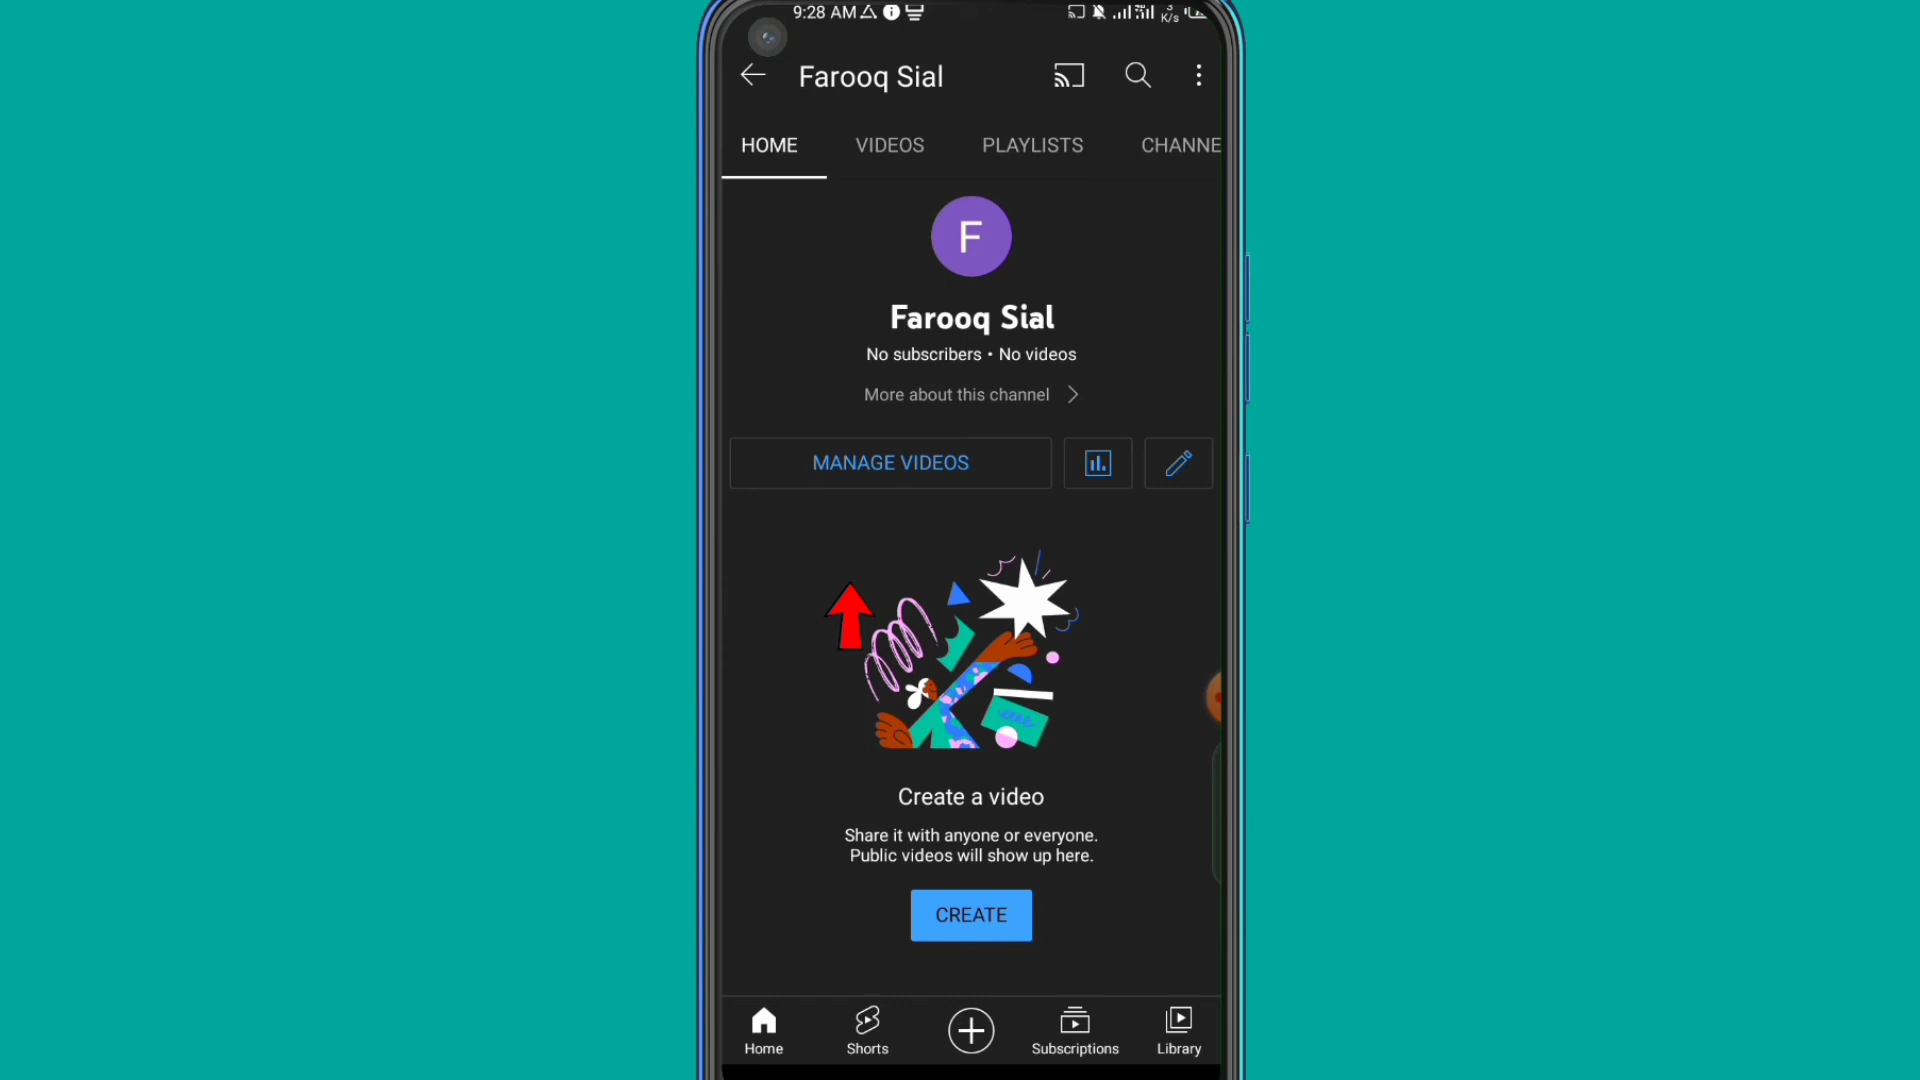 9:28 AM
3
K/s
Farooq Sial
HOME VIDEOS PLAYLISTS CHANNE
F
Farooq Sial
No subscribers • No videos
More about this channel
MANAGE VIDEOS
Create a video
Share it with anyone or everyone.
Public videos will show up here.
CREATE
Home Shorts Subscriptions Library